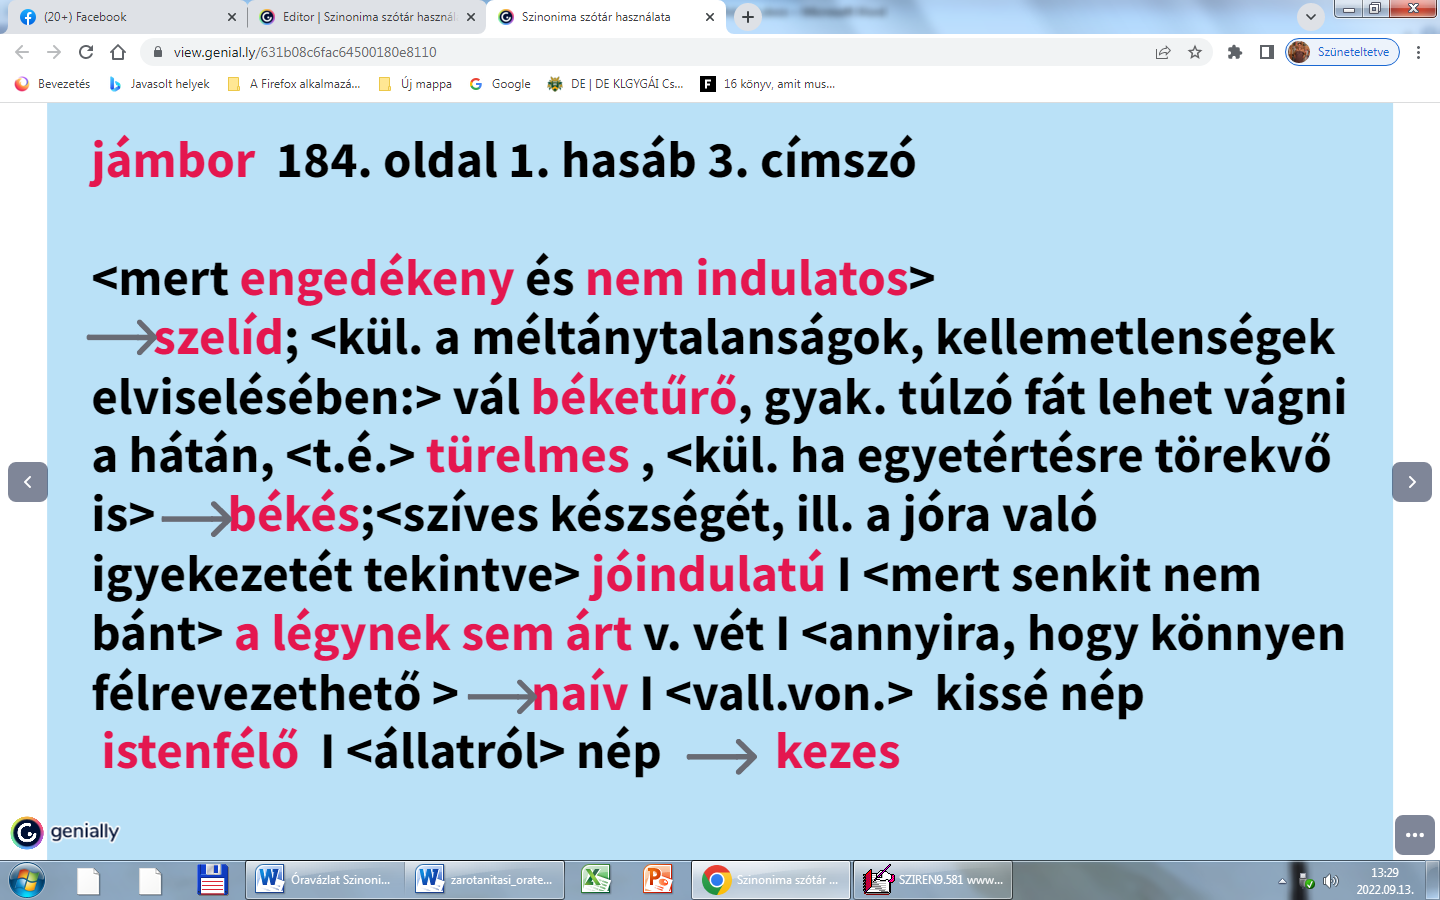 (20+) Facebook
Editor | Szinonima szótár használ
Szinonima szótár használata
view.genial.ly/631b08c6fac64500180e8110
Szüneteltetve
Bevezetés
Javasolt helyek
A Firefox alkalmazá...
Új mappa
Google
DE | DE KLGYGÁI Cs...
16 könyv, amit mus...
jámbor 184. oldal 1. hasáb 3. címszó
<mert engedékeny és nem indulatos>
→szelíd; <kül. a méltánytalanságok, kellemetlenségek
elviselésében:> vál béketűrő, gyak. túlzó fát lehet vágni
a hátán, <t.é.> türelmes , <kül. ha egyetértésre törekvő
is> →békés;<szíves készségét, ill. a jóra való
igyekezetét tekintve> jóindulatú I <mert senkit nem
bánt> a légynek sem árt v. vét I <annyira, hogy könnyen
félrevezethető > →naív I <vall.von.> kissé nép
istenfélő I <állatról> nép → kezes
genially
Óravázlat Szinoni...
zarotanitasi_orate...
Szinonima szótár ...
SZIREN9.581 www...
13:29
2022.09.13.